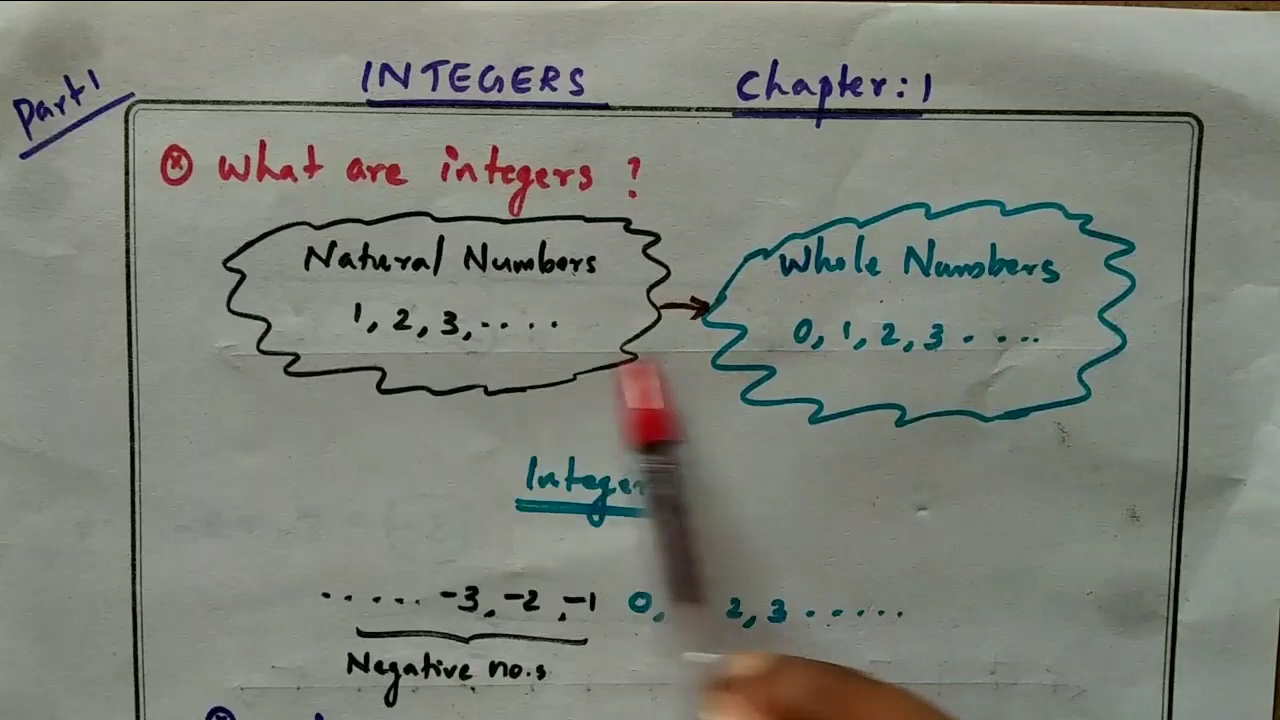 Part 1
INTEGERS Chapter: 1
What are integers ?
Natural Numbers
1, 2, 3, ....
Whole Numbers
0, 1, 2, 3 ....
...... -3, -2, -1 0, 2, 3 .....
Negative no.s